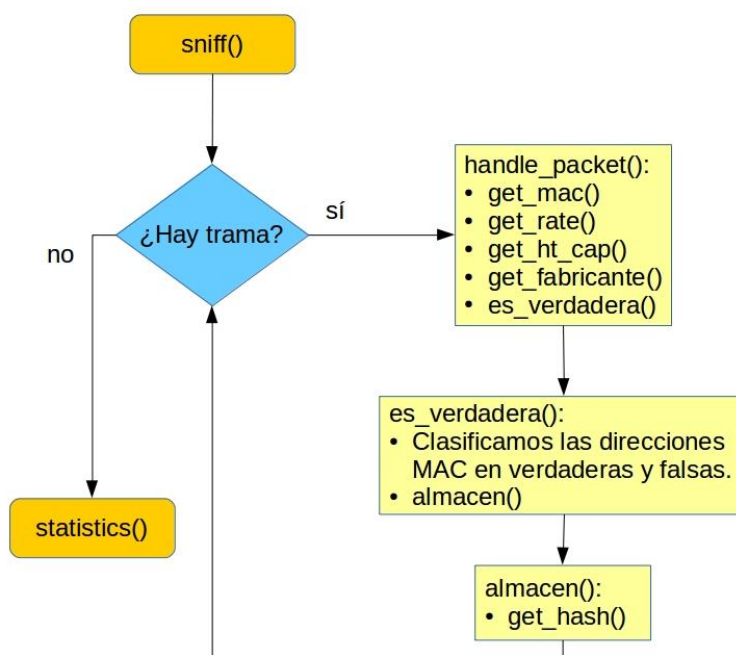 sniff()
¿Hay trama?
sí
no
handle_packet():
• get_mac()
• get_rate()
• get_ht_cap()
• get_fabricante()
• es_verdadera()
es_verdadera():
• Clasificamos las direcciones
MAC en verdaderas y falsas.
• almacen()
statistics()
almacen():
• get_hash()